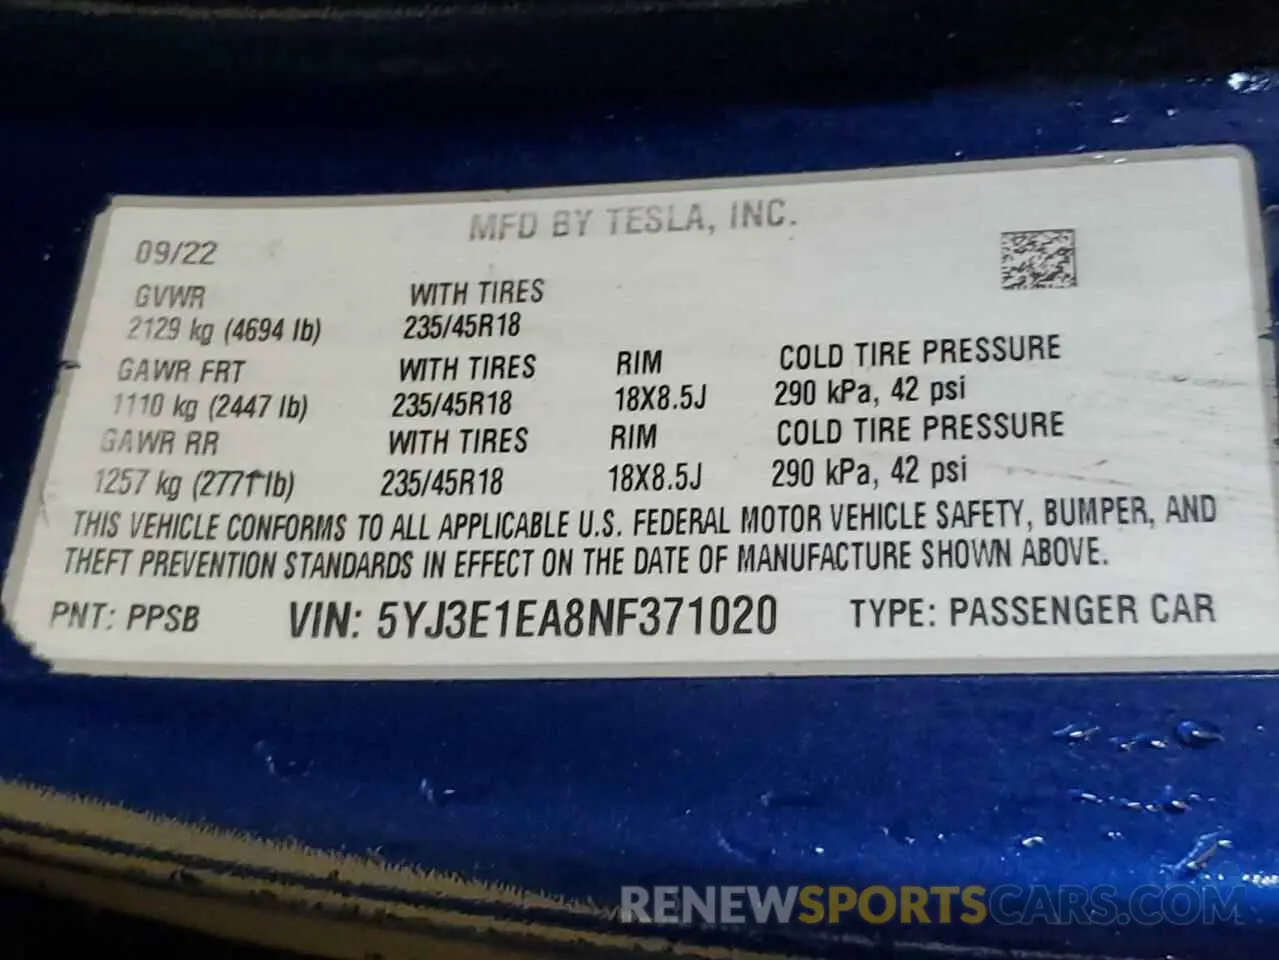 MFD BY TESLA, INC.
09/22
GVWR WITH TIRES
2129 kg (4694 lb) 235/45R18
GAWR FRT WITH TIRES RIM COLD TIRE PRESSURE
1110 kg (2447 lb) 235/45R18 18X8.5J 290 kPa, 42 psi
GAWR RR WITH TIRES RIM COLD TIRE PRESSURE
1257 kg (2771 lb) 235/45R18 18X8.5J 290 kPa, 42 psi
THIS VEHICLE CONFORMS TO ALL APPLICABLE U.S. FEDERAL MOTOR VEHICLE SAFETY, BUMPER, AND
THEFT PREVENTION STANDARDS IN EFFECT ON THE DATE OF MANUFACTURE SHOWN ABOVE.
PNT: PPSB VIN: 5YJ3E1EA8NF371020 TYPE: PASSENGER CAR
RENEWSPORTSCARS.COM